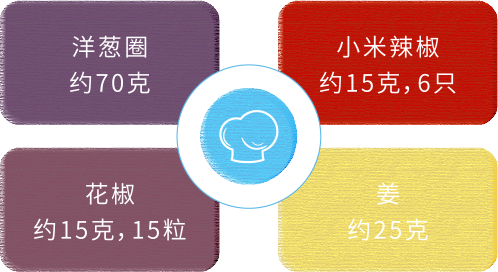 洋葱圈
约70克
小米辣椒
约15克，6只
花椒
约15克，15粒
姜
约25克